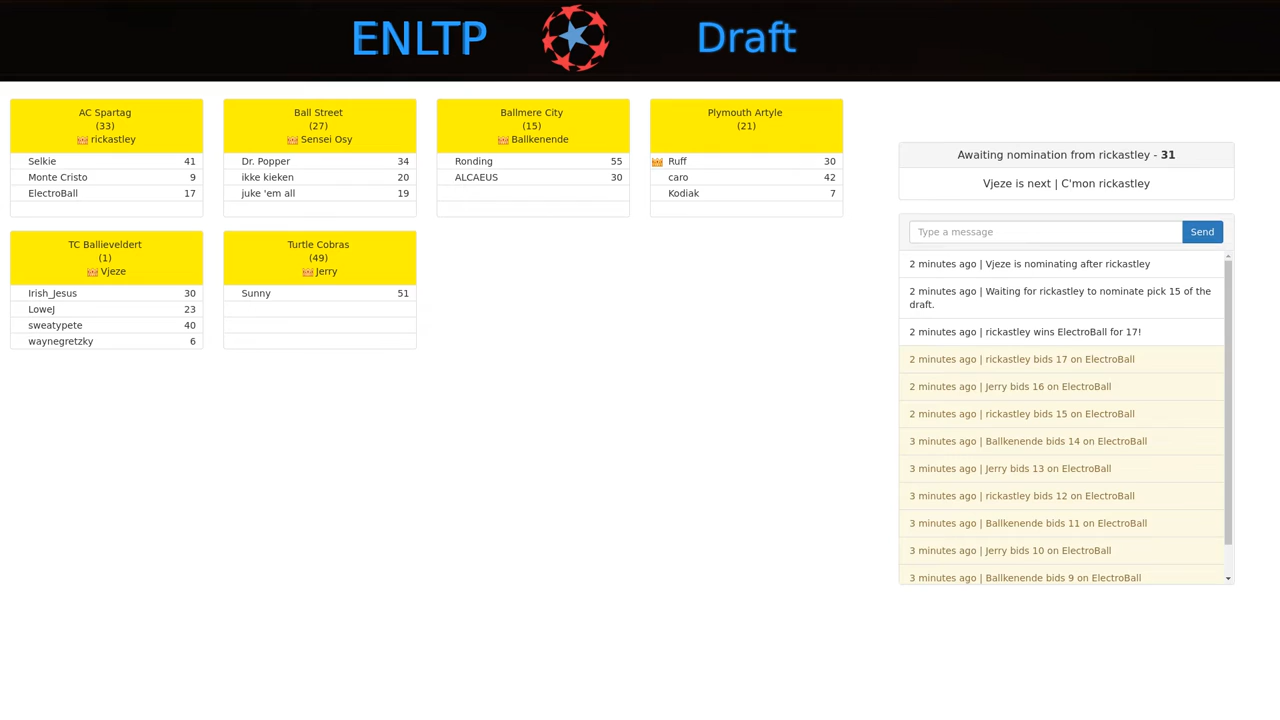 ENLTP Draft
AC Spartag
(33)
rickastley
Selkie 41
Monte Cristo 9
ElectroBall 17
Ball Street
(27)
Sensei Osy
Dr. Popper 34
ikke kieken 20
juke 'em all 19
Ballmere City
(15)
Ballkenende
Ronding 55
ALCAEUS 30
Plymouth Artyle
(21)
Ruff 30
caro 42
Kodiak 7
TC Ballieveldert
(1)
Vjeze
Irish_Jesus 30
LoweJ 23
sweatypete 40
waynegretzky 6
Turtle Cobras
(49)
Jerry
Sunny 51
Awaiting nomination from rickastley - 31
Vjeze is next | C'mon rickastley
Type a message Send
2 minutes ago | Vjeze is nominating after rickastley
2 minutes ago | Waiting for rickastley to nominate pick 15 of the
draft.
2 minutes ago | rickastley wins ElectroBall for 17!
2 minutes ago | rickastley bids 17 on ElectroBall
2 minutes ago | Jerry bids 16 on ElectroBall
2 minutes ago | rickastley bids 15 on ElectroBall
3 minutes ago | Ballkenende bids 14 on ElectroBall
3 minutes ago | Jerry bids 13 on ElectroBall
3 minutes ago | rickastley bids 12 on ElectroBall
3 minutes ago | Ballkenende bids 11 on ElectroBall
3 minutes ago | Jerry bids 10 on ElectroBall
3 minutes ago | Ballkenende bids 9 on ElectroBall